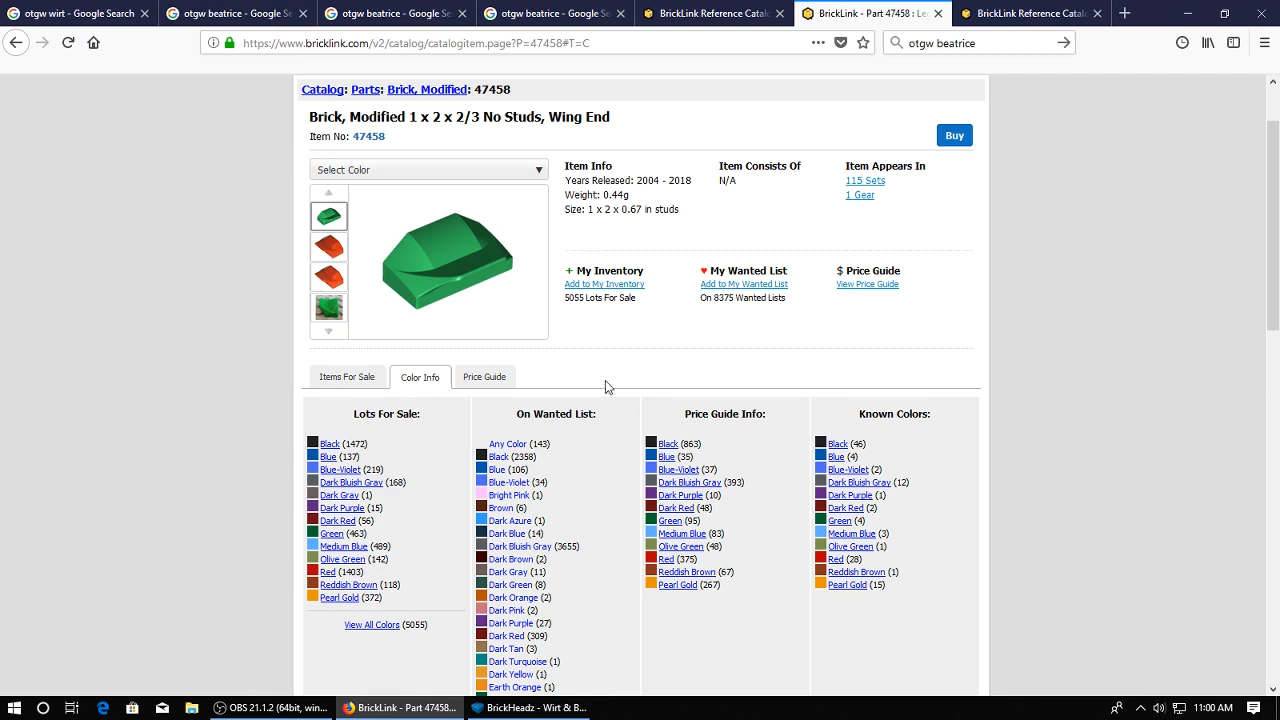 otgw wirt - Google Search
otgw beatrice - Google Se
otgw beatrice - Google Se
otgw beatrice - Google Se
BrickLink Reference Catalo
BrickLink - Part 47458 : Le
BrickLink Reference Catalo
https://www.bricklink.com/v2/catalog/catalogitem.page?P=47458#T=C
otgw beatrice
Catalog: Parts: Brick, Modified: 47458
Brick, Modified 1 x 2 x 2/3 No Studs, Wing End
Item No: 47458
Buy
Select Color
Item Info
Years Released: 2004 - 2018
Weight: 0.44g
Size: 1 x 2 x 0.67 in studs
Item Consists Of
N/A
Item Appears In
115 Sets
1 Gear
+ My Inventory
Add to My Inventory
5055 Lots For Sale
♥ My Wanted List
Add to My Wanted List
On 8375 Wanted Lists
$ Price Guide
View Price Guide
Items For Sale
Color Info
Price Guide
Lots For Sale:
Black (1472)
Blue (137)
Blue-Violet (219)
Dark Bluish Gray (168)
Dark Gray (1)
Dark Purple (15)
Dark Red (56)
Green (463)
Medium Blue (489)
Olive Green (142)
Red (1403)
Reddish Brown (118)
Pearl Gold (372)
View All Colors (5055)
On Wanted List:
Any Color (143)
Black (2358)
Blue (106)
Blue-Violet (34)
Bright Pink (1)
Brown (6)
Dark Azure (1)
Dark Blue (14)
Dark Bluish Gray (3655)
Dark Brown (2)
Dark Gray (11)
Dark Green (8)
Dark Orange (2)
Dark Pink (2)
Dark Purple (27)
Dark Red (309)
Dark Tan (3)
Dark Turquoise (1)
Dark Yellow (1)
Earth Orange (1)
Price Guide Info:
Black (863)
Blue (35)
Blue-Violet (37)
Dark Bluish Gray (393)
Dark Purple (10)
Dark Red (48)
Green (95)
Medium Blue (83)
Olive Green (48)
Red (375)
Reddish Brown (67)
Pearl Gold (267)
Known Colors:
Black (46)
Blue (4)
Blue-Violet (2)
Dark Bluish Gray (12)
Dark Purple (1)
Dark Red (2)
Green (4)
Medium Blue (3)
Olive Green (1)
Red (28)
Reddish Brown (1)
Pearl Gold (15)
OBS 21.1.2 (64bit, win...
BrickLink - Part 47458...
BrickHeadz - Wirt & B...
11:00 AM